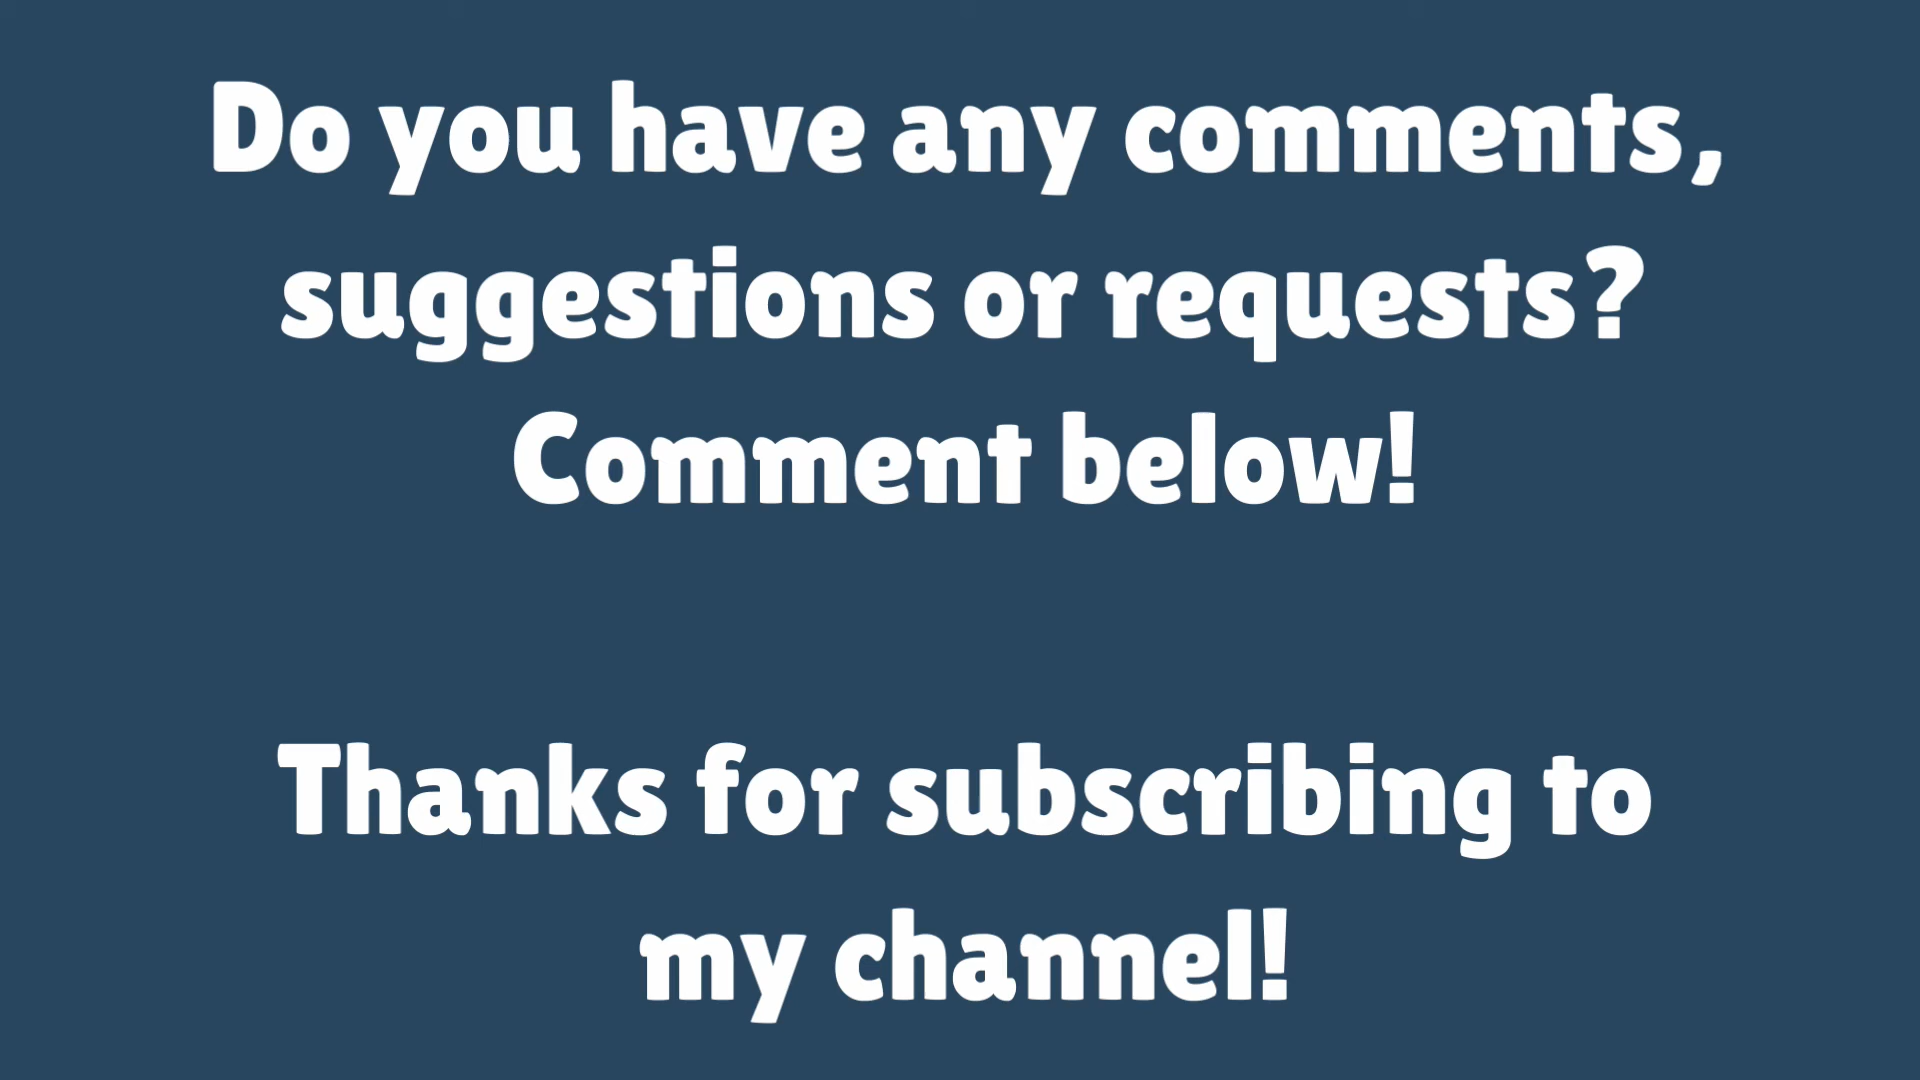 Do you have any comments,
suggestions or requests?
Comment below!
Thanks for subscribing to
my channel!